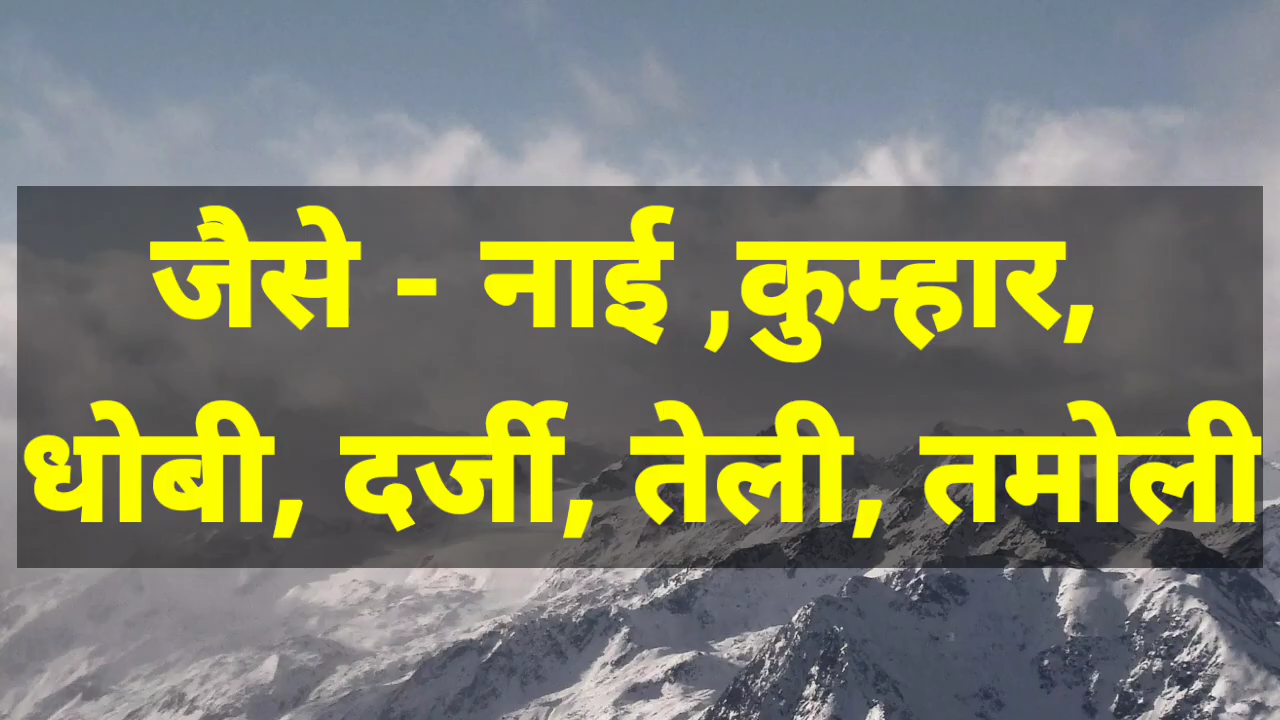 जैसे - नाई ,कुम्हार,
धोबी, दर्जी, तेली, तमोली